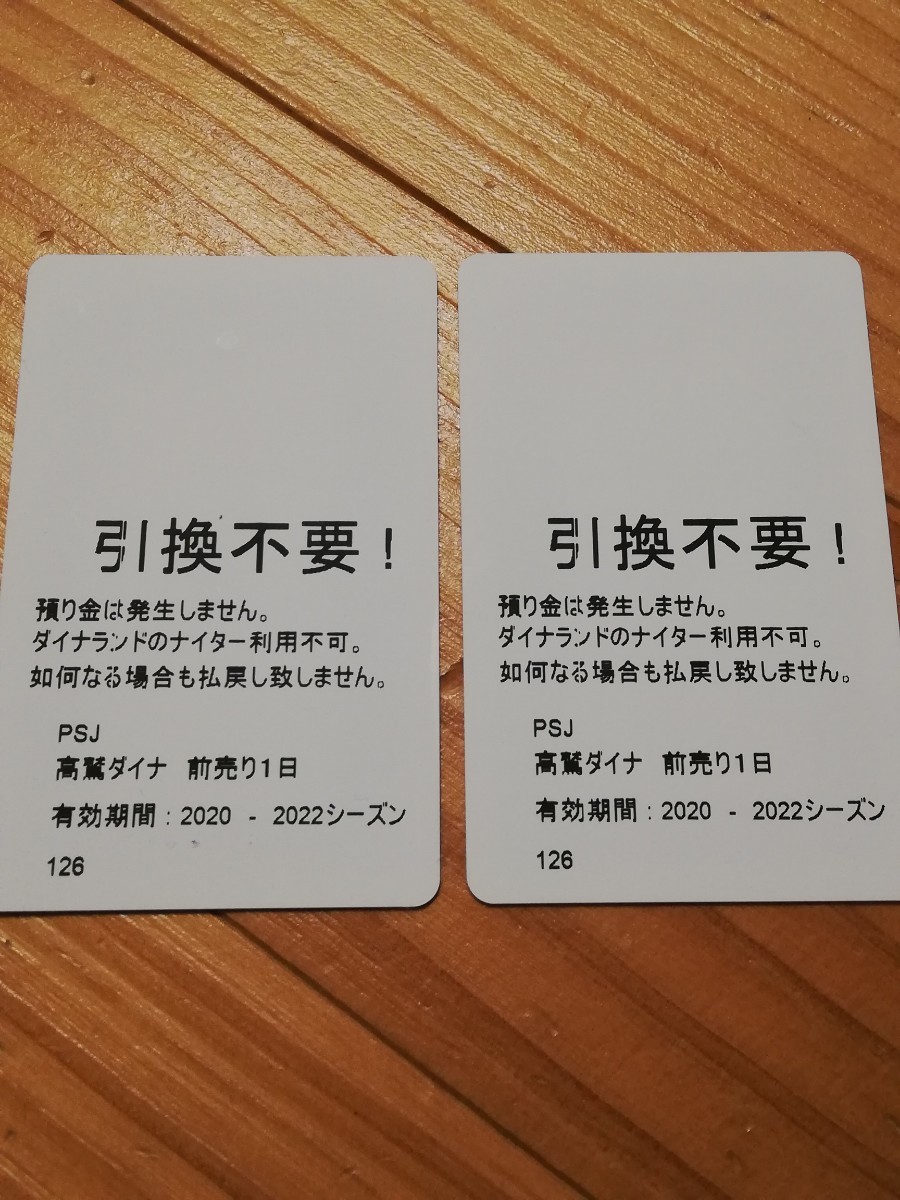 引換不要！
預り金は発生しません。
ダイナランドのナイター利用不可。
如何なる場合も払戻し致しません。
PSJ
高鷲ダイナ 前売り1日
有効期間：2020 - 2022シーズン
126
引換不要！
預り金は発生しません。
ダイナランドのナイター利用不可。
如何なる場合も払戻し致しません。
PSJ
高鷲ダイナ 前売り1日
有効期間：2020 - 2022シーズン
126